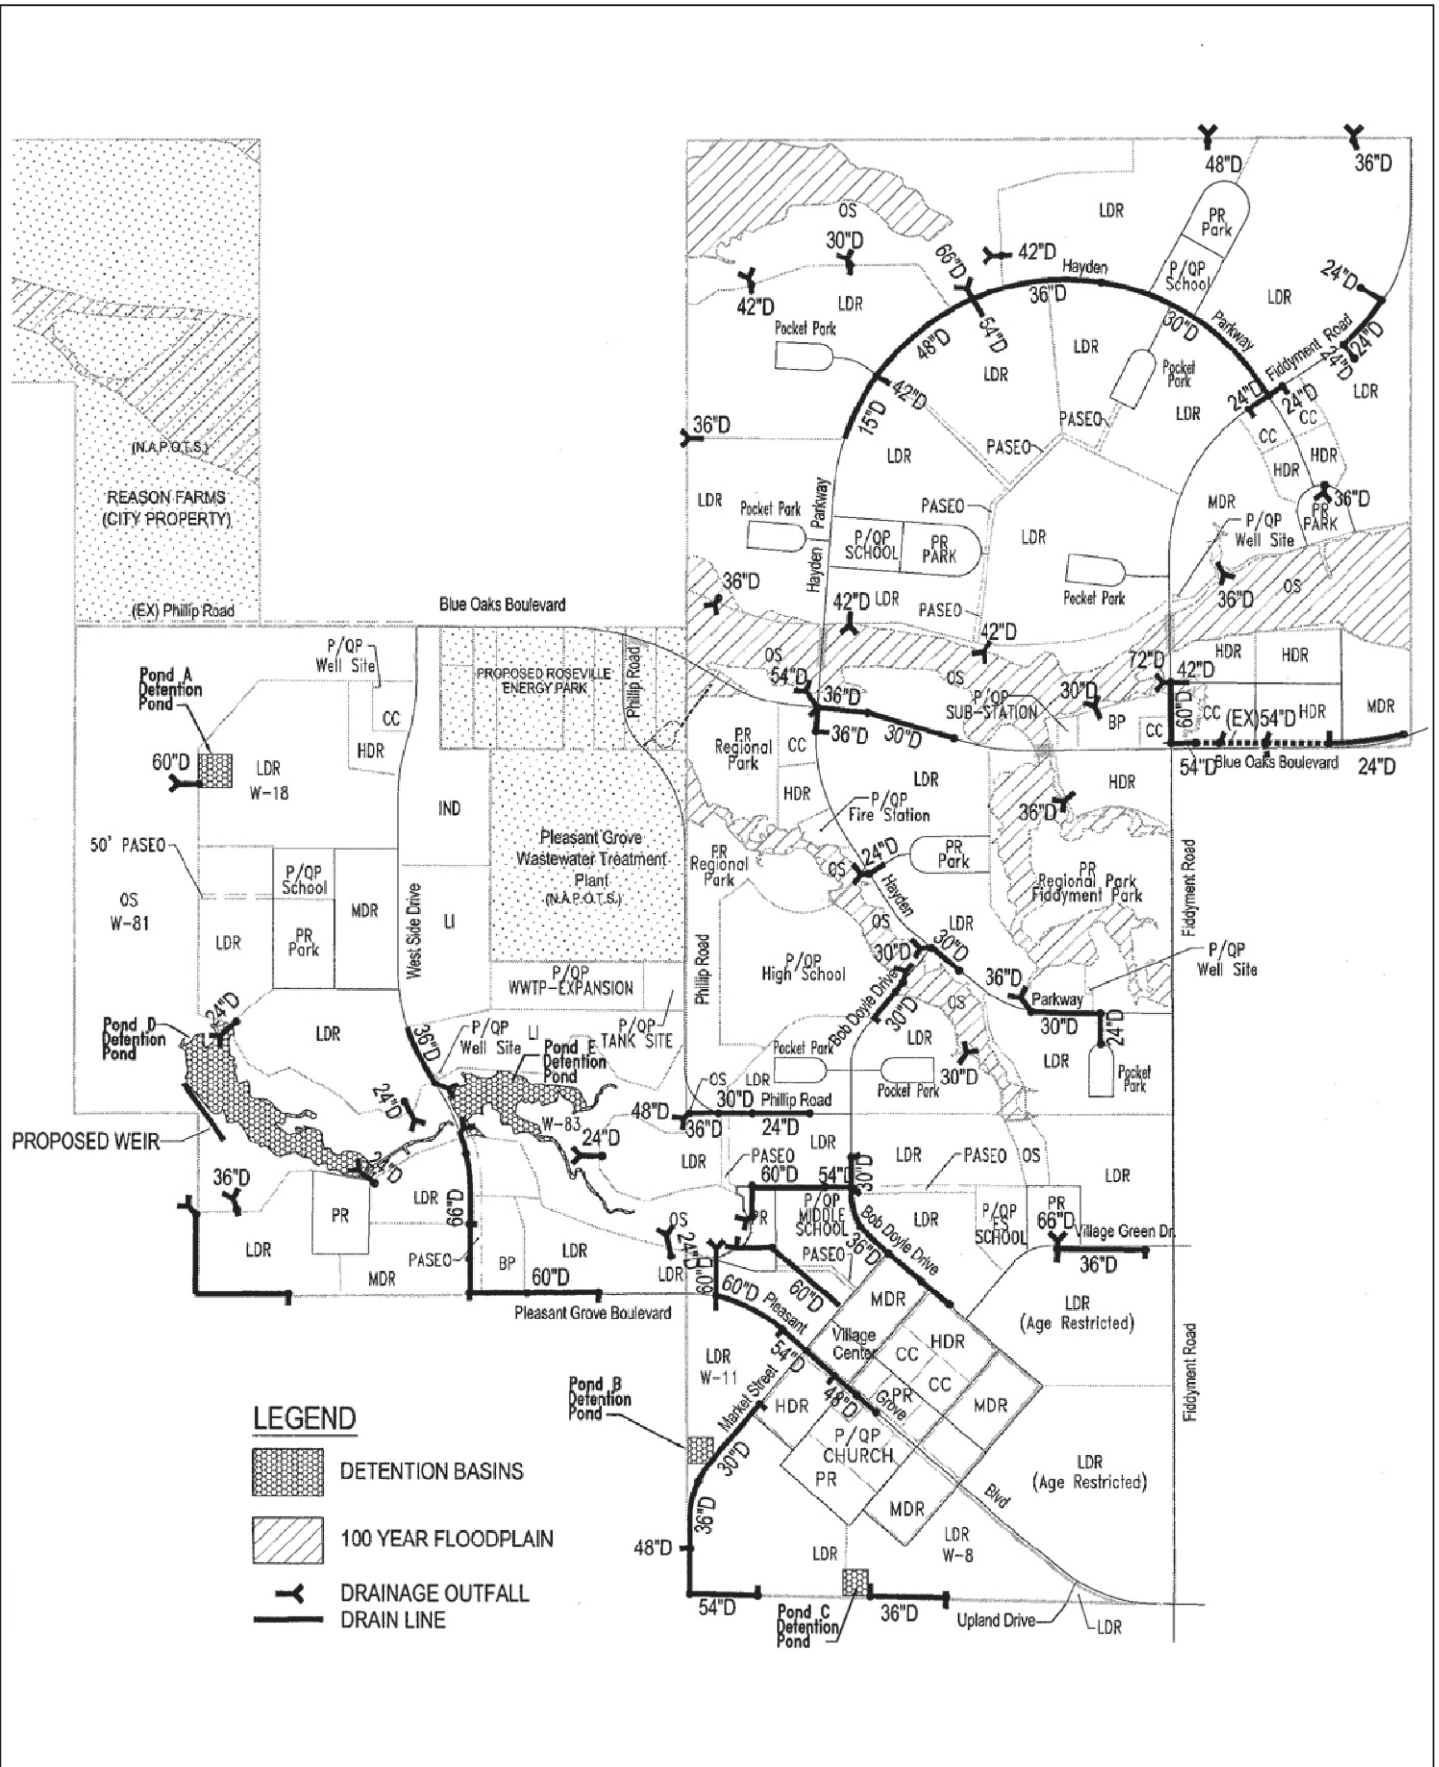 48"D
36"D
LDR
PR
Park
OS
30"D
66"D
42"D
Hayden
P/QP
School
24"D
42"D
LDR
36"D
LDR
Pocket Park
48"D
54"D
30"D
Parkway
Fiddyment Road
24"D
24"D
LDR
LDR
Pocket
Park
LDR
42"D
15"D
24"D
24"D
CC
CC
LDR
PASEO
36"D
(N.A.P.O.T.S.)
LDR
PASEO
HDR
HDR
REASON FARMS
(CITY PROPERTY)
LDR
Pocket Park
Hayden Parkway
PASEO
MDR
36"D
PR
PARK
P/QP
Well Site
P/QP
SCHOOL
PR
PARK
LDR
36"D
Pocket Park
36"D
OS
(EX) Phillip Road
Blue Oaks Boulevard
42"D
LDR
PASEO
42"D
P/QP
Well Site
Pond A
Detention
Pond
PROPOSED ROSEVILLE
ENERGY PARK
Phillip Road
OS
54"D
36"D
OS
P/QP
SUB-STATION
30"D
72"D
42"D
HDR
HDR
CC
HDR
PR
Regional
Park
CC
36"D
30"D
BP
CC
60"D
CC
(EX)54"D
HDR
MDR
54"D
Blue Oaks Boulevard
24"D
60"D
LDR
W-18
IND
HDR
LDR
HDR
P/QP
Fire Station
36"D
50' PASEO
P/QP
School
MDR
PR
Park
Pleasant Grove
Wastewater Treatment
Plant
(N.A.P.O.T.S.)
PR
Regional
Park
OS
24"D
PR
Park
PR
Regional Park
Fiddyment Park
Fiddyment Road
OS
W-81
LDR
West Side Drive
LI
Hayden
OS
LDR
P/QP
WWTP-EXPANSION
Phillip Road
P/QP
High School
30"D
30"D
P/QP
Well Site
Bob Doyle Drive
30"D
OS
36"D
Parkway
30"D
24"D
24"D
Pond D
Detention
Pond
LDR
36"D
P/QP
Well Site
LI
Pond E
Detention
Pond
P/QP
TANK SITE
LDR
LDR
Pocket Park
Pocket Park
30"D
Pocket
Park
OS
LDR
24"D
W-83
24"D
48"D
36"D
30"D
Phillip Road
24"D
PROPOSED WEIR
24"D
LDR
PASEO
LDR
LDR
PASEO
OS
LDR
36"D
PR
LDR
66"D
60"D
54"D
30"D
PR
P/QP
MIDDLE
SCHOOL
LDR
P/QP
ES
SCHOOL
PR
66"D
Village Green Dr.
36"D
LDR
MDR
PASEO
BP
LDR
60"D
OS
24"D
LDR
60"D
PASEO
36"D
Bob Doyle Drive
60"D
Pleasant Grove Boulevard
60"D
Pleasant
MDR
LDR
(Age Restricted)
Village
Center
CC
HDR
54"D
LDR
W-11
CC
Market Street
HDR
48"D
PR
Grove
MDR
Fiddyment Road
Pond B
Detention
Pond
P/QP
CHURCH
PR
30"D
MDR
LDR
(Age Restricted)
Blvd
36"D
48"D
LDR
LDR
W-8
54"D
36"D
Pond C
Detention
Pond
Upland Drive
LDR
LEGEND
DETENTION BASINS
100 YEAR FLOODPLAIN
DRAINAGE OUTFALL
DRAIN LINE